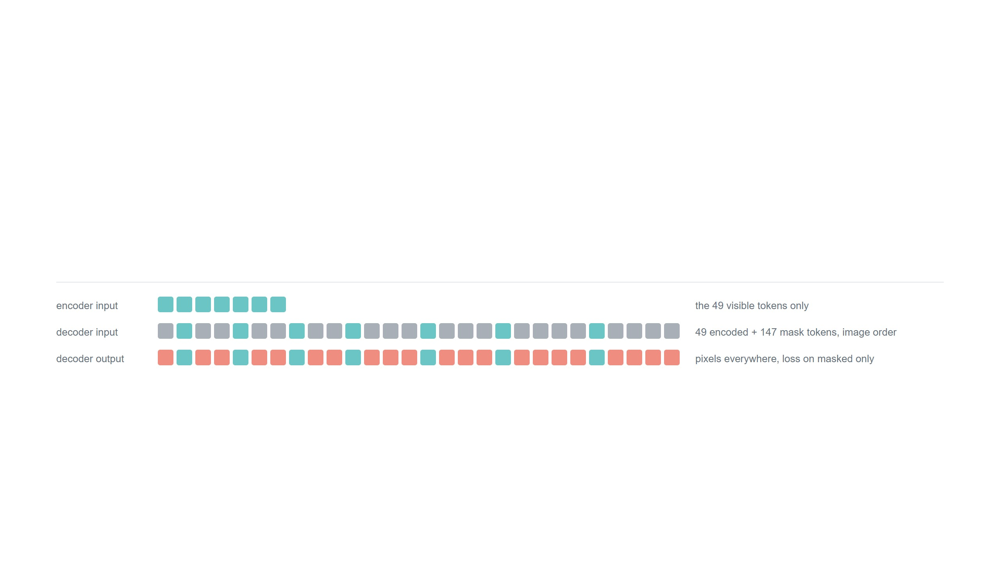 encoder input
the 49 visible tokens only
decoder input
49 encoded + 147 mask tokens, image order
decoder output
pixels everywhere, loss on masked only